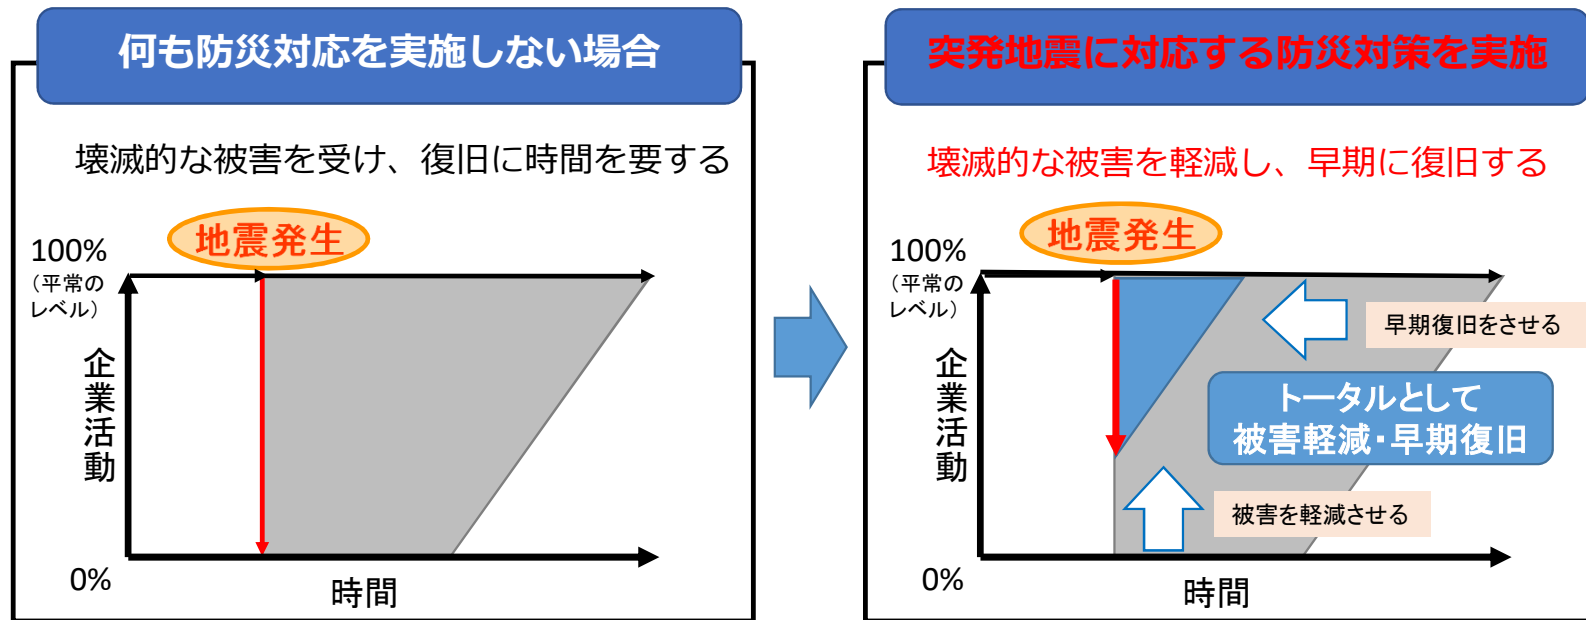 何も防災対応を実施しない場合
壊滅的な被害を受け、復旧に時間を要する
地震発生
100%
（平常の
レベル）
企業活動
0%
時間
突発地震に対応する防災対策を実施
壊滅的な被害を軽減し、早期に復旧する
地震発生
100%
（平常の
レベル）
早期復旧をさせる
企業活動
トータルとして
被害軽減・早期復旧
被害を軽減させる
0%
時間